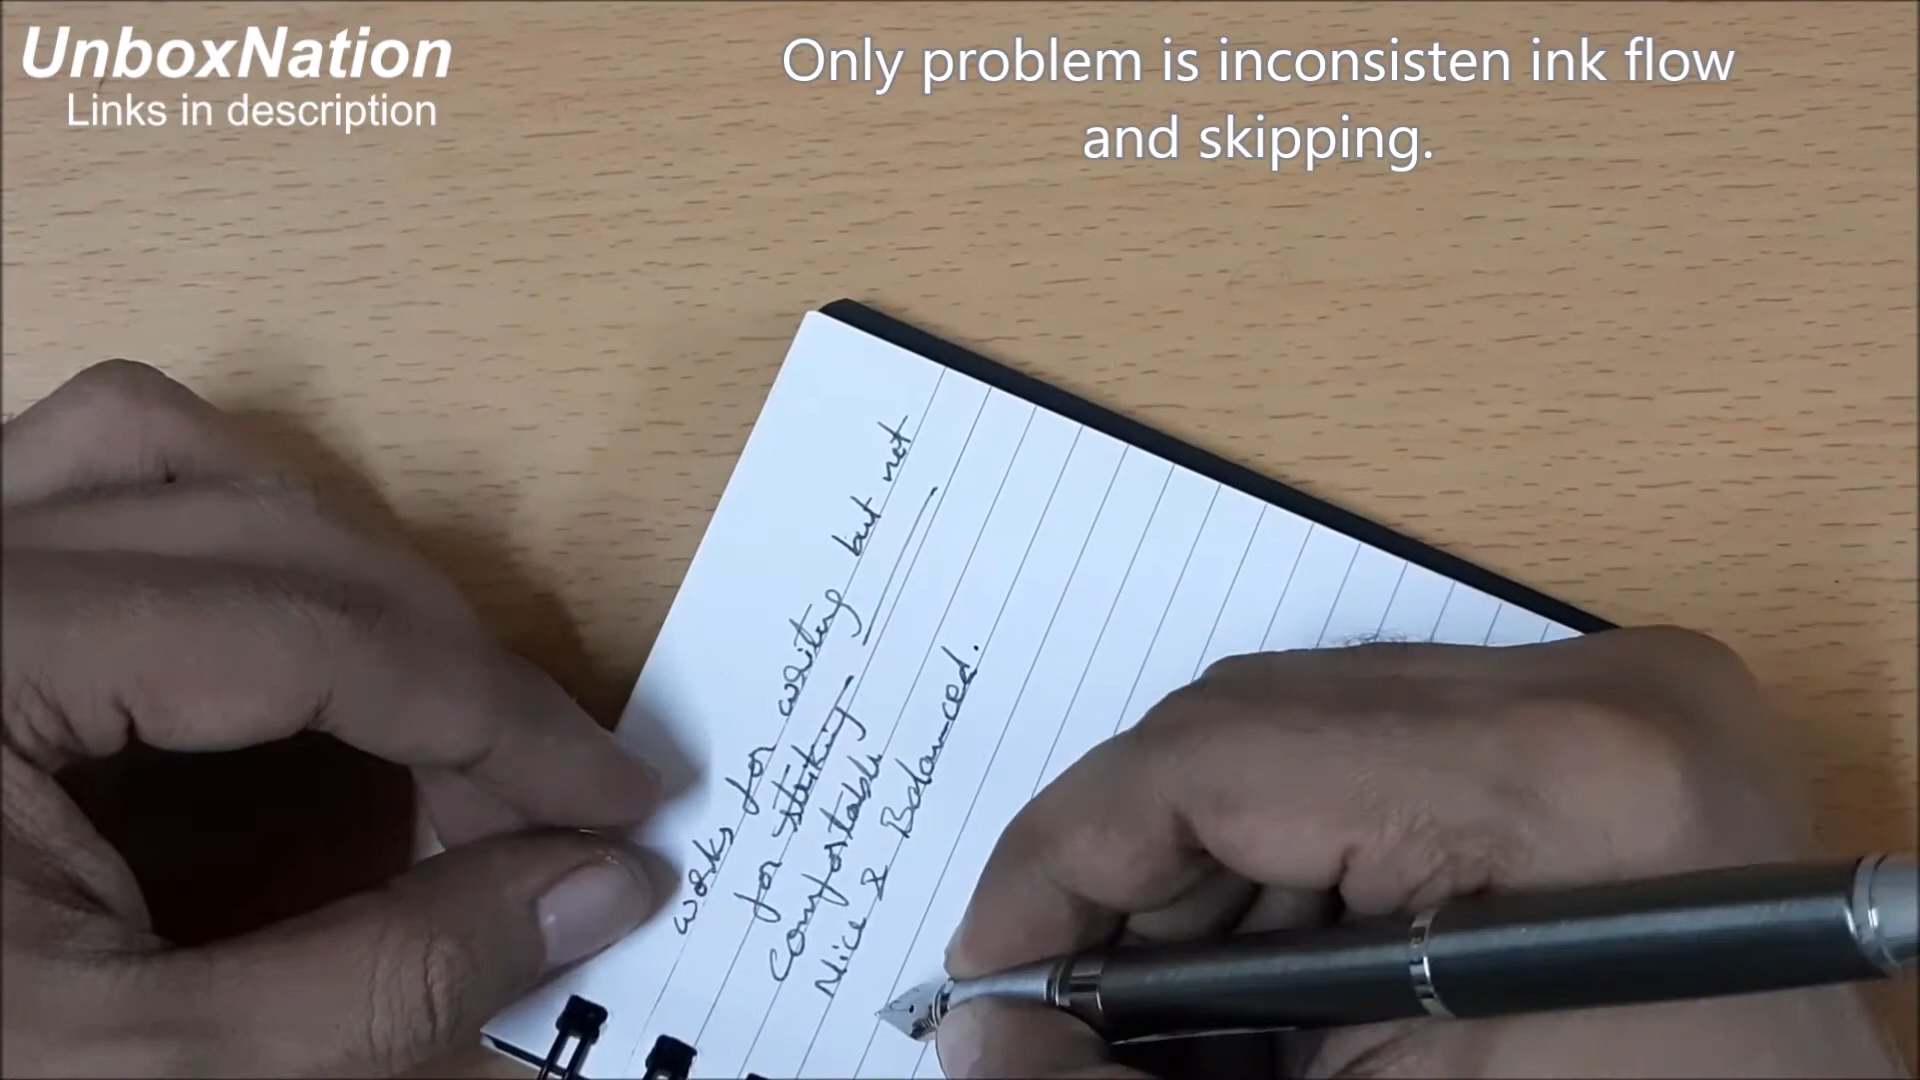 UnboxNation
Links in description
Only problem is inconsisten ink flow
and skipping.
works for writing but not
for striking
comfortable
Nice & Balanced.